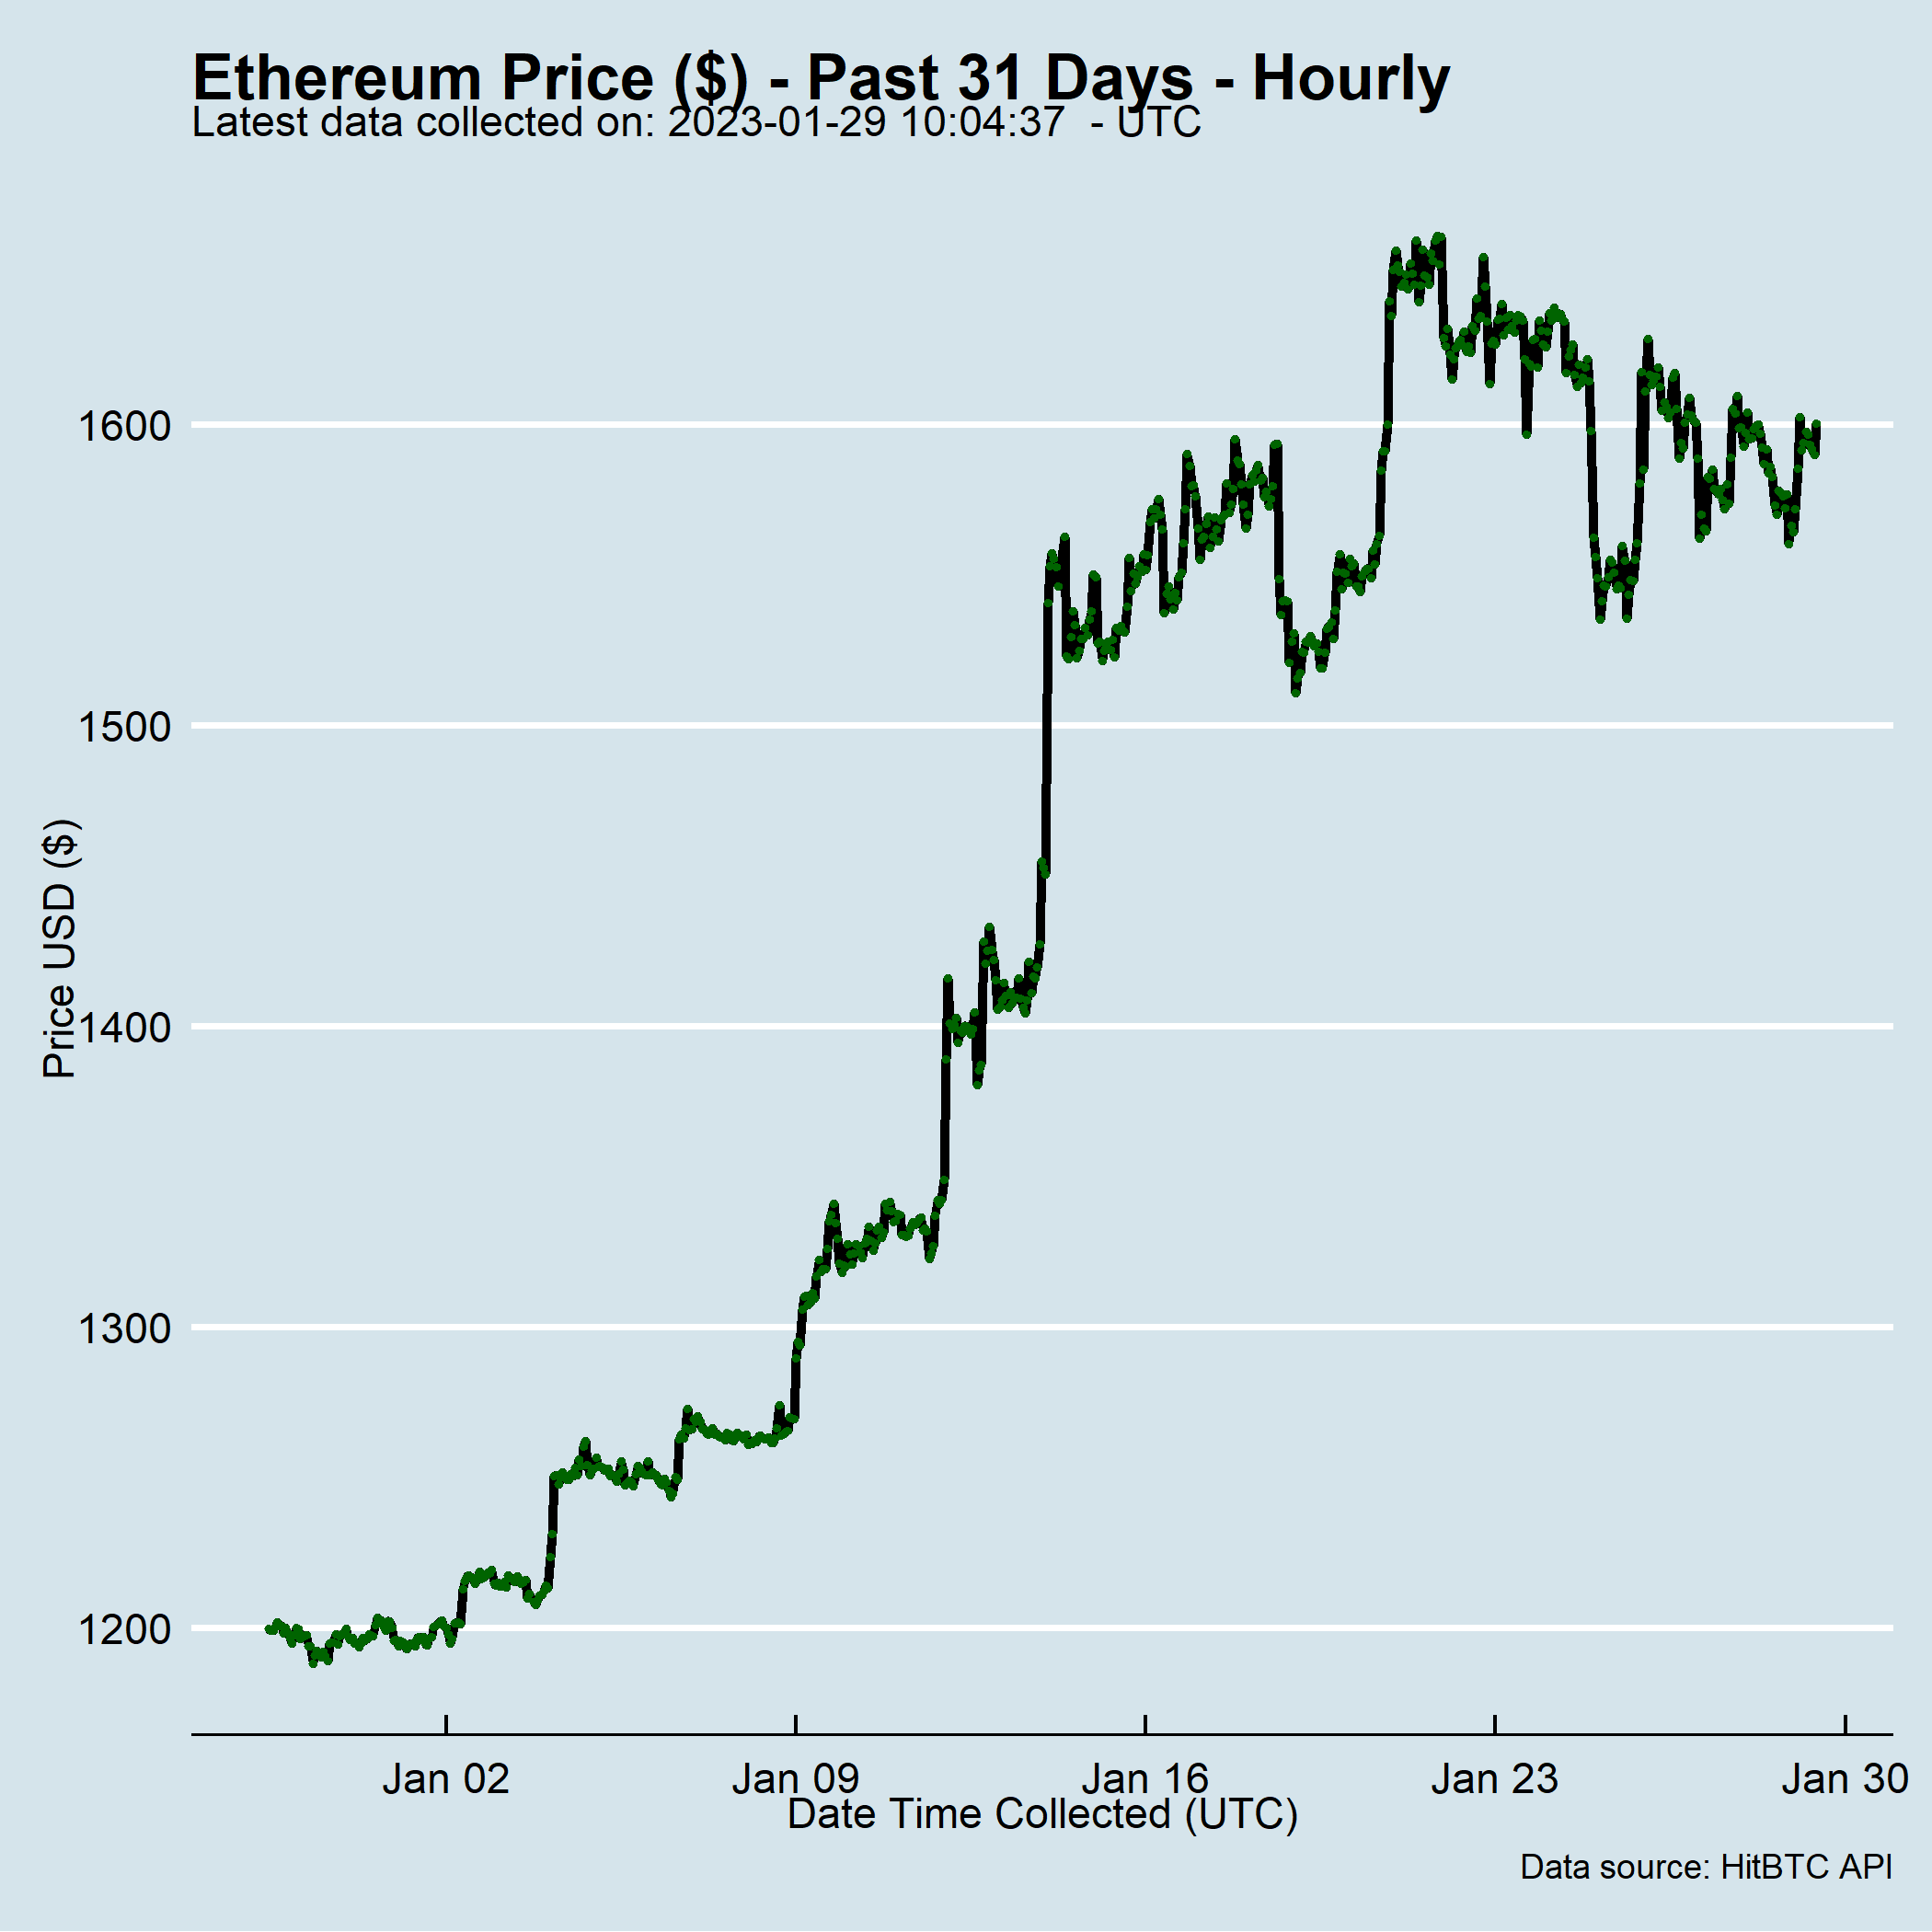 Ethereum Price ($) - Past 31 Days - Hourly
Latest data collected on: 2023-01-29 10:04:37  - UTC
Price USD ($)
1600
1500
1400
1300
1200
Jan 02 Jan 09 Jan 16 Jan 23 Jan 30
Date Time Collected (UTC)
Data source: HitBTC API